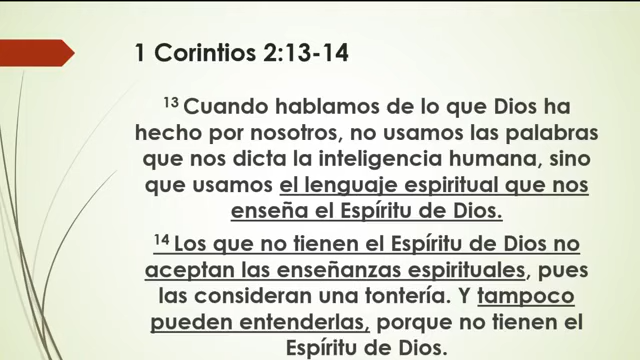 1 Corintios 2:13-14
13 Cuando hablamos de lo que Dios ha
hecho por nosotros, no usamos las palabras
que nos dicta la inteligencia humana, sino
que usamos el lenguaje espiritual que nos
enseña el Espíritu de Dios.
14 Los que no tienen el Espíritu de Dios no
aceptan las enseñanzas espirituales, pues
las consideran una tontería. Y tampoco
pueden entenderlas, porque no tienen el
Espíritu de Dios.